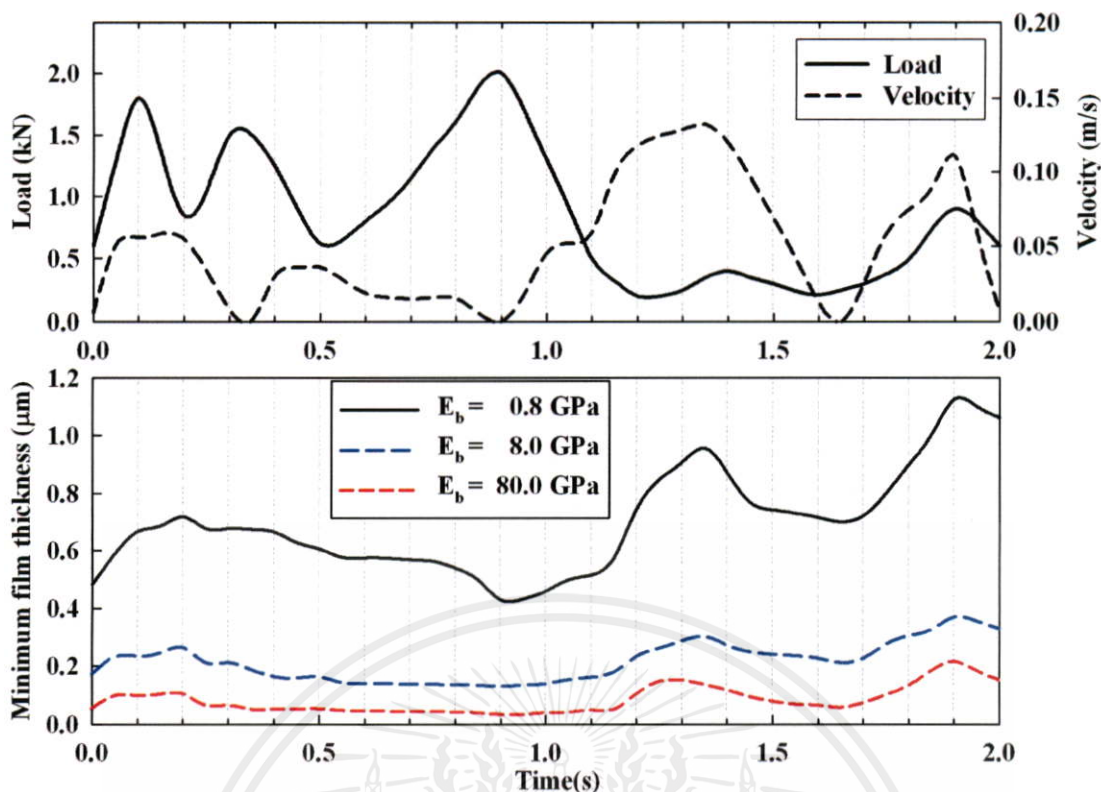 Load (kN)
2.0
1.5
1.0
0.5
0.0
Load
Velocity
0.20
0.15
0.10
0.05
0.00
Velocity (m/s)
0.0 0.5 1.0 1.5 2.0
Minimum film thickness (μm)
1.2
1.0
0.8
0.6
0.4
0.2
0.0
E_b = 0.8 GPa
E_b = 8.0 GPa
E_b = 80.0 GPa
0.0 0.5 1.0 1.5 2.0
Time(s)